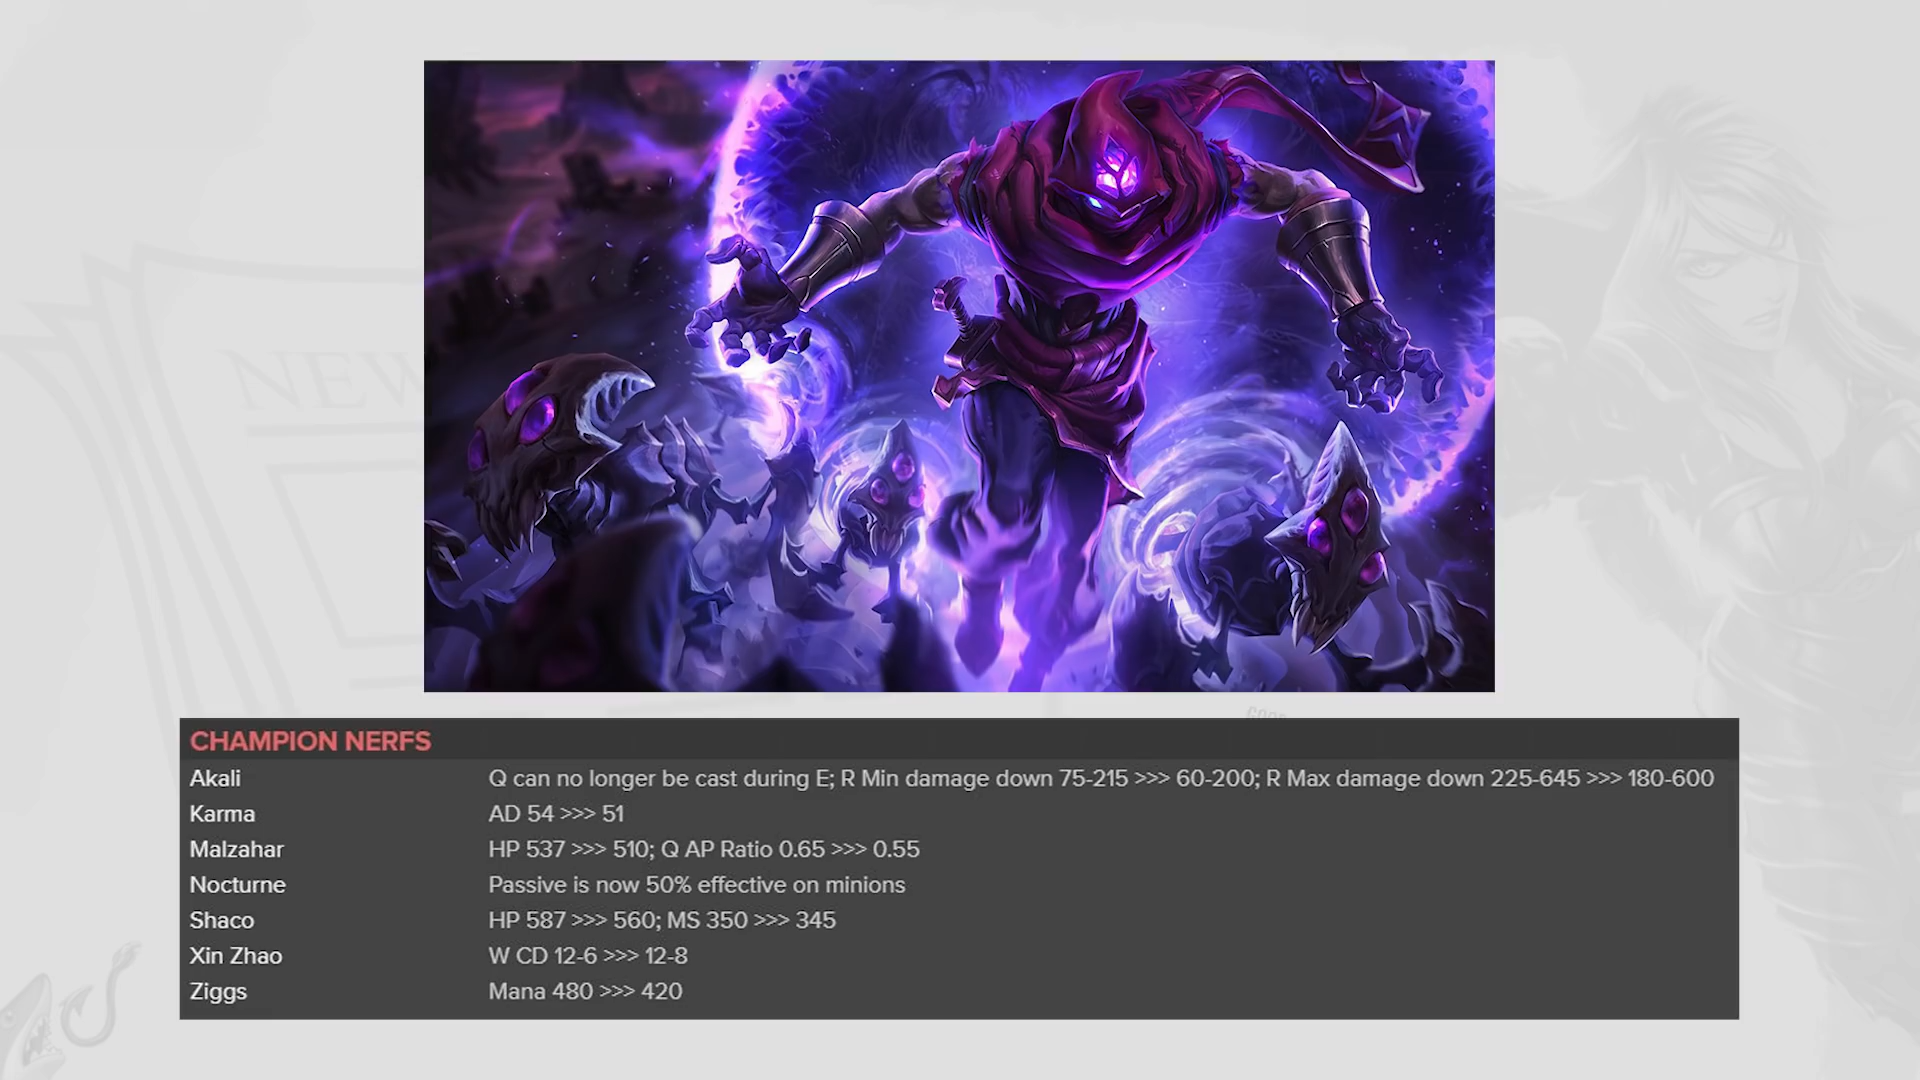 NEW
CHAMPION NERFS
Akali Q can no longer be cast during E; R Min damage down 75-215 >>> 60-200; R Max damage down 225-645 >>> 180-600
Karma AD 54 >>> 51
Malzahar HP 537 >>> 510; Q AP Ratio 0.65 >>> 0.55
Nocturne Passive is now 50% effective on minions
Shaco HP 587 >>> 560; MS 350 >>> 345
Xin Zhao W CD 12-6 >>> 12-8
Ziggs Mana 480 >>> 420